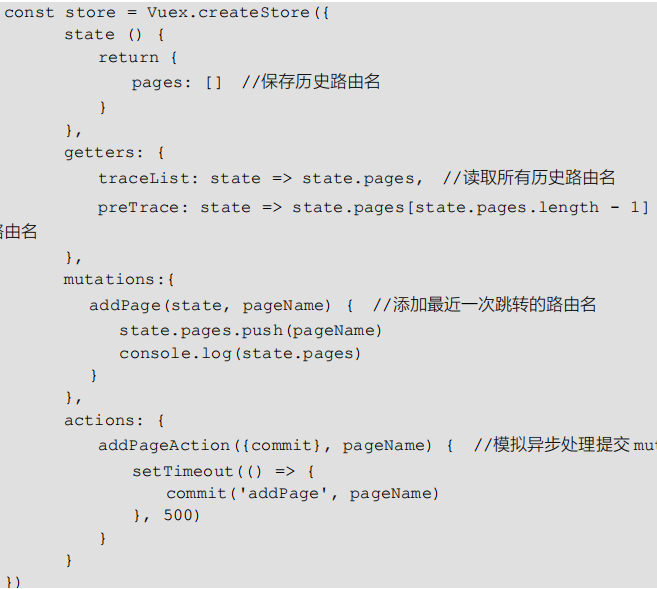 const store = Vuex.createStore({
state () {
return {
pages: [] //保存历史路由名
}
},
getters: {
traceList: state => state.pages, //读取所有历史路由名
preTrace: state => state.pages[state.pages.length - 1]
路由名
},
mutations:{
addPage(state, pageName) { //添加最近一次跳转的路由名
state.pages.push(pageName)
console.log(state.pages)
}
},
actions: {
addPageAction({commit}, pageName) { //模拟异步处理提交 mu
setTimeout(() => {
commit('addPage', pageName)
}, 500)
}
}
})